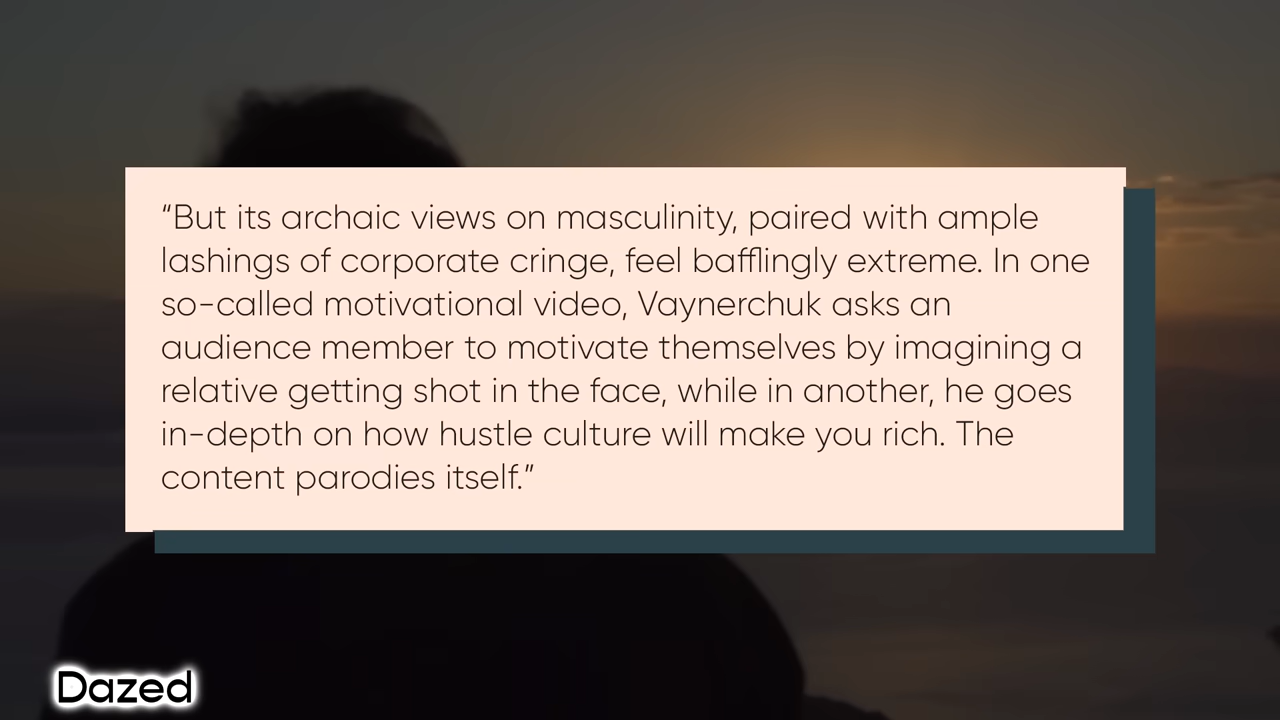 “But its archaic views on masculinity, paired with ample
lashings of corporate cringe, feel bafflingly extreme. In one
so-called motivational video, Vaynerchuk asks an
audience member to motivate themselves by imagining a
relative getting shot in the face, while in another, he goes
in-depth on how hustle culture will make you rich. The
content parodies itself.”
Dazed